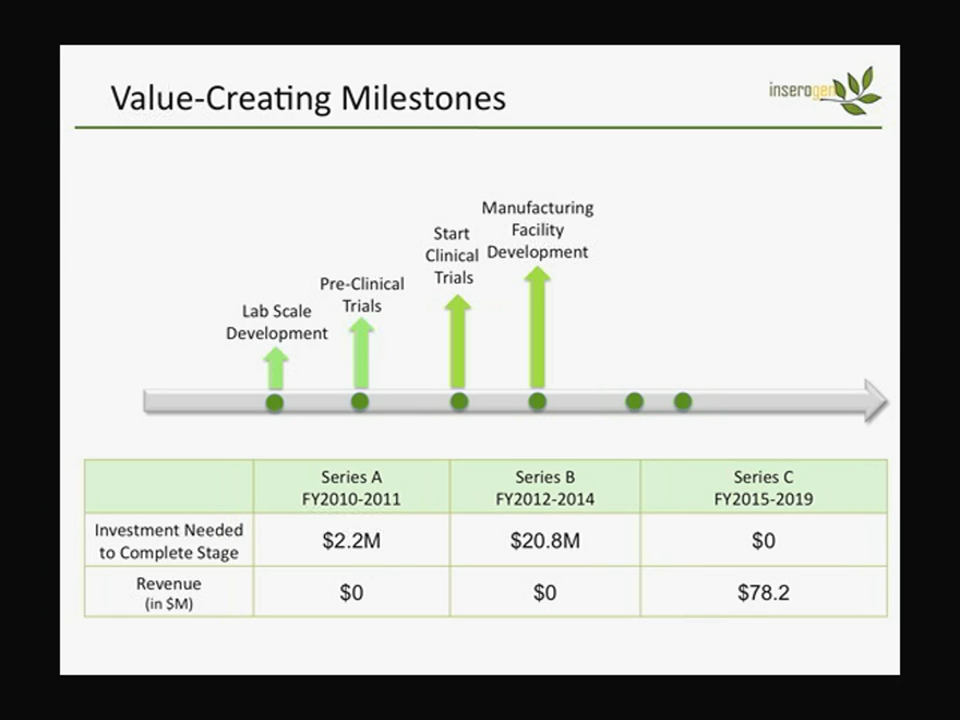 Value-Creating Milestones
inserogen
Manufacturing
Facility
Development
Start
Clinical
Trials
Pre-Clinical
Trials
Lab Scale
Development
Series A
FY2010-2011
Series B
FY2012-2014
Series C
FY2015-2019
Investment Needed
to Complete Stage
$2.2M
$20.8M
$0
Revenue
(in $M)
$0
$0
$78.2